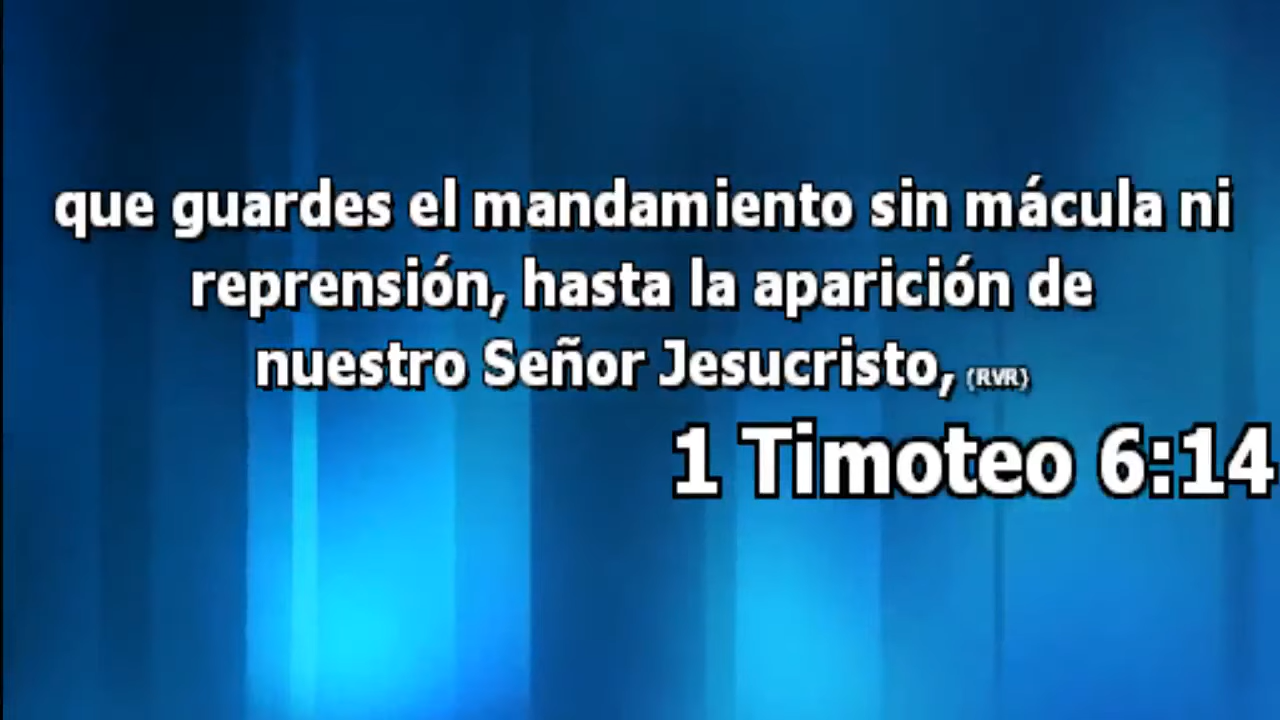 que guardes el mandamiento sin mácula ni
reprensión, hasta la aparición de
nuestro Señor Jesucristo, (RVR)
1 Timoteo 6:14